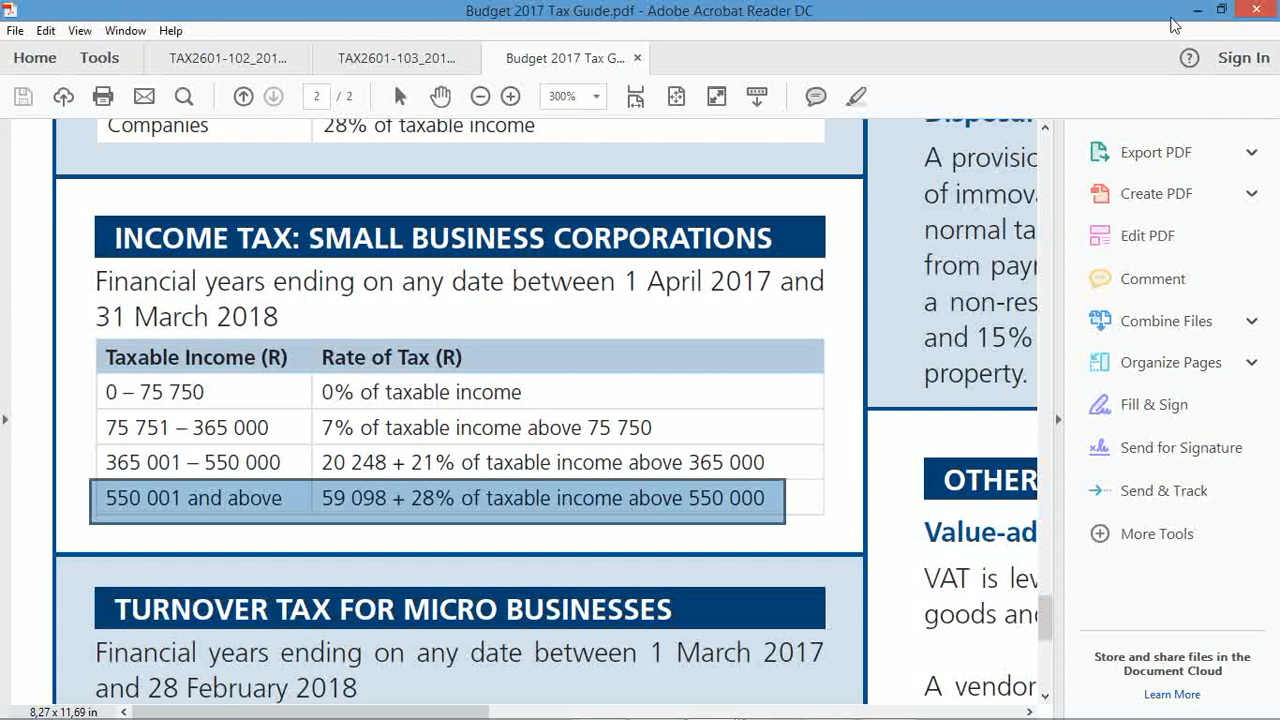 Budget 2017 Tax Guide.pdf - Adobe Acrobat Reader DC
File Edit View Window Help
Home Tools TAX2601-102_201... TAX2601-103_201... Budget 2017 Tax G... ×
? Sign In
2 / 2 300%
Companies 28% of taxable income
INCOME TAX: SMALL BUSINESS CORPORATIONS
Financial years ending on any date between 1 April 2017 and
31 March 2018
Taxable Income (R) Rate of Tax (R)
0 – 75 750 0% of taxable income
75 751 – 365 000 7% of taxable income above 75 750
365 001 – 550 000 20 248 + 21% of taxable income above 365 000
550 001 and above 59 098 + 28% of taxable income above 550 000
TURNOVER TAX FOR MICRO BUSINESSES
Financial years ending on any date between 1 March 2017
and 28 February 2018
A provisio
of immova
normal ta
from payr
a non-res
and 15%
property.
OTHER
Value-ad
VAT is lev
goods and
A vendor
Export PDF
Create PDF
Edit PDF
Comment
Combine Files
Organize Pages
Fill & Sign
Send for Signature
Send & Track
More Tools
Store and share files in the
Document Cloud
Learn More
8,27 x 11,69 in